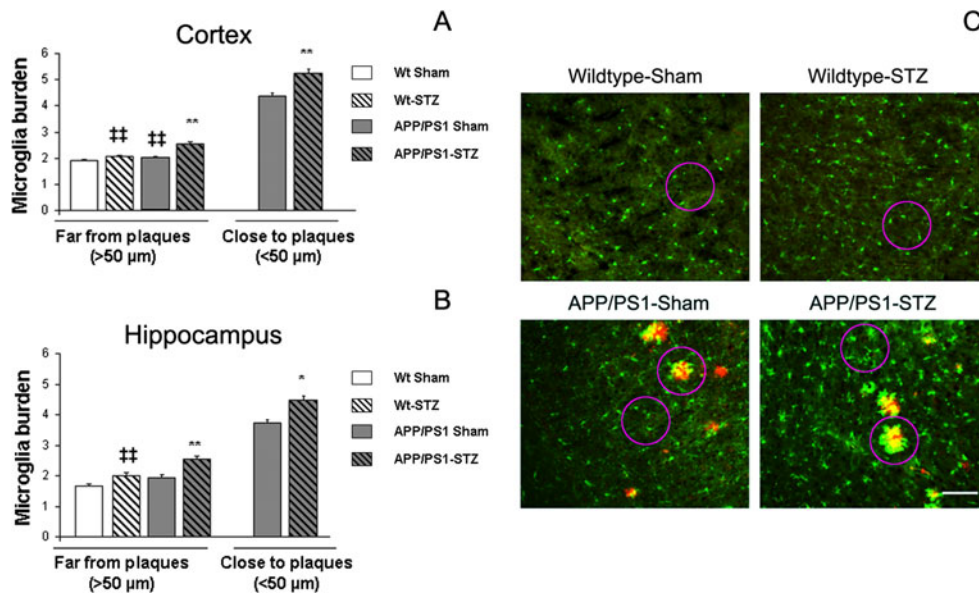 Cortex
A
Microglia burden
6
5
4
3
2
1
0
‡‡
‡‡
**
**
Wt Sham
Wt-STZ
APP/PS1 Sham
APP/PS1-STZ
Far from plaques
(>50 µm)
Close to plaques
(<50 µm)
B
Hippocampus
Microglia burden
6
5
4
3
2
1
0
‡‡
**
*
Wt Sham
Wt-STZ
APP/PS1 Sham
APP/PS1-STZ
Far from plaques
(>50 µm)
Close to plaques
(<50 µm)
C
Wildtype-Sham
Wildtype-STZ
APP/PS1-Sham
APP/PS1-STZ